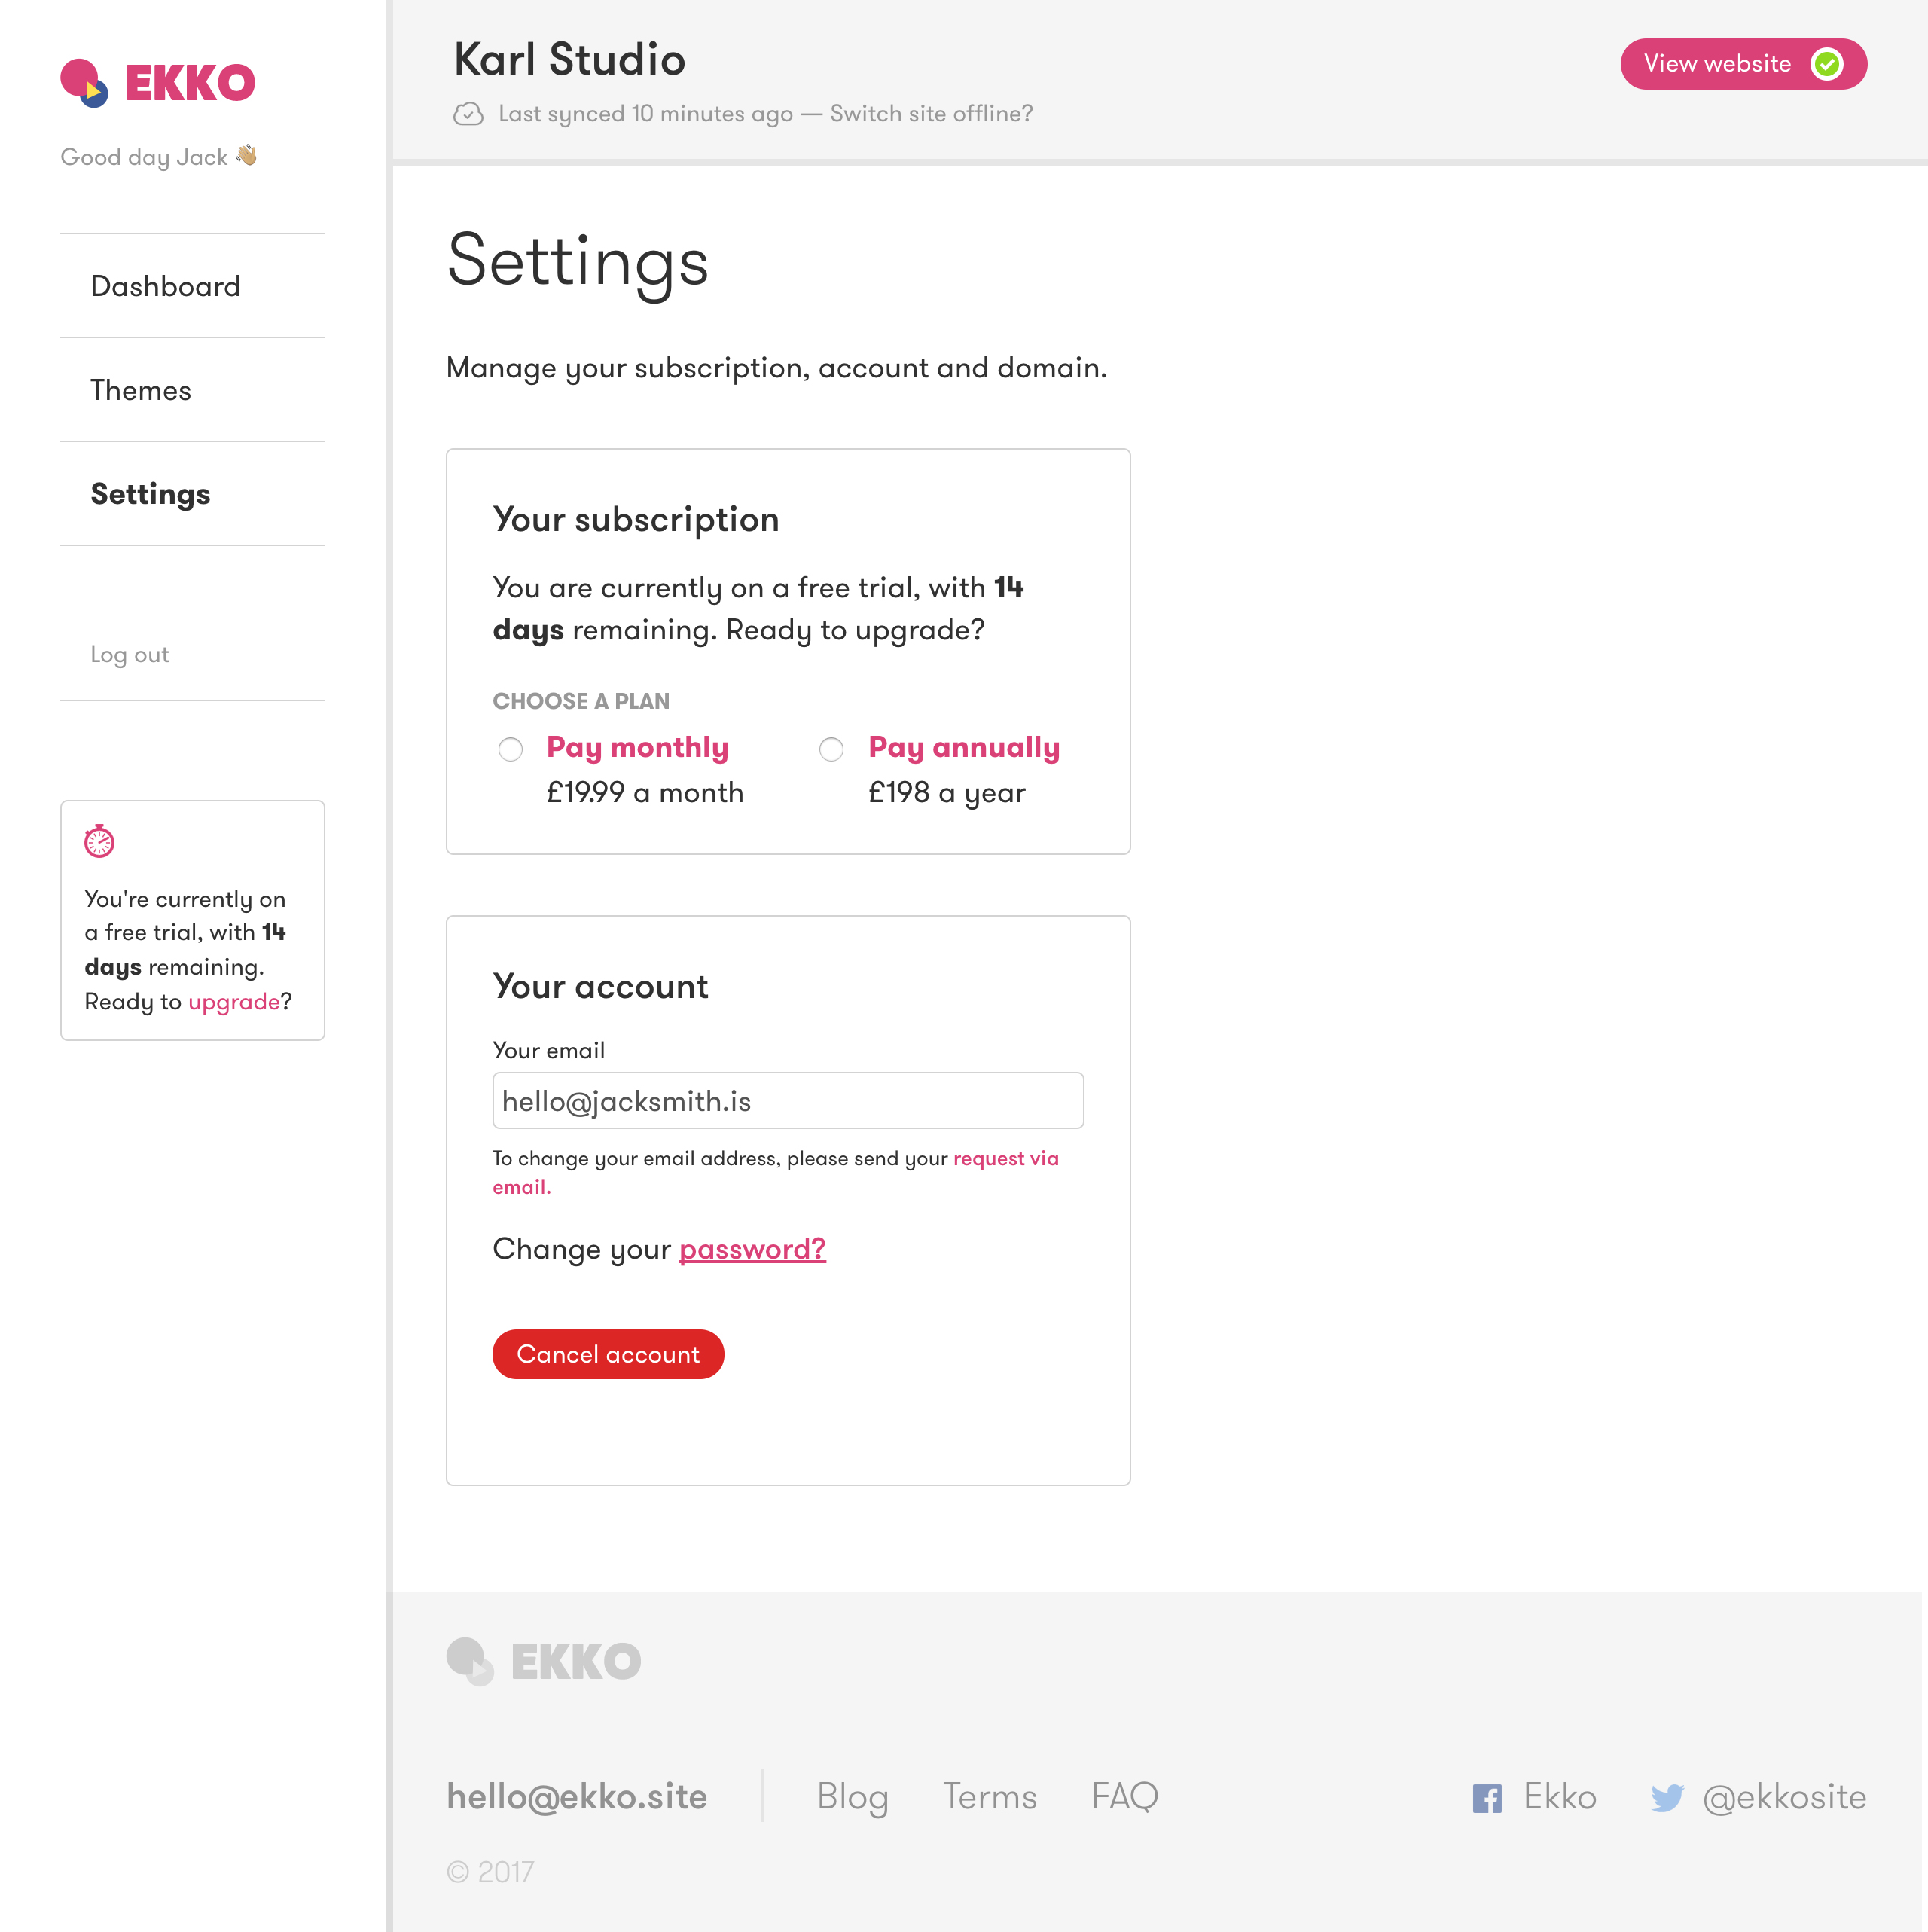 EKKO
Good day Jack 👋🏼
Dashboard
Themes
Settings
Log out
You're currently on
a free trial, with 14
days remaining.
Ready to upgrade?
Karl Studio
Last synced 10 minutes ago — Switch site offline?
View website
Settings
Manage your subscription, account and domain.
Your subscription
You are currently on a free trial, with 14
days remaining. Ready to upgrade?
CHOOSE A PLAN
Pay monthly
£19.99 a month
Pay annually
£198 a year
Your account
Your email
hello@jacksmith.is
To change your email address, please send your request via
email.
Change your password?
Cancel account
EKKO
hello@ekko.site
Blog
Terms
FAQ
Ekko
@ekkosite
© 2017